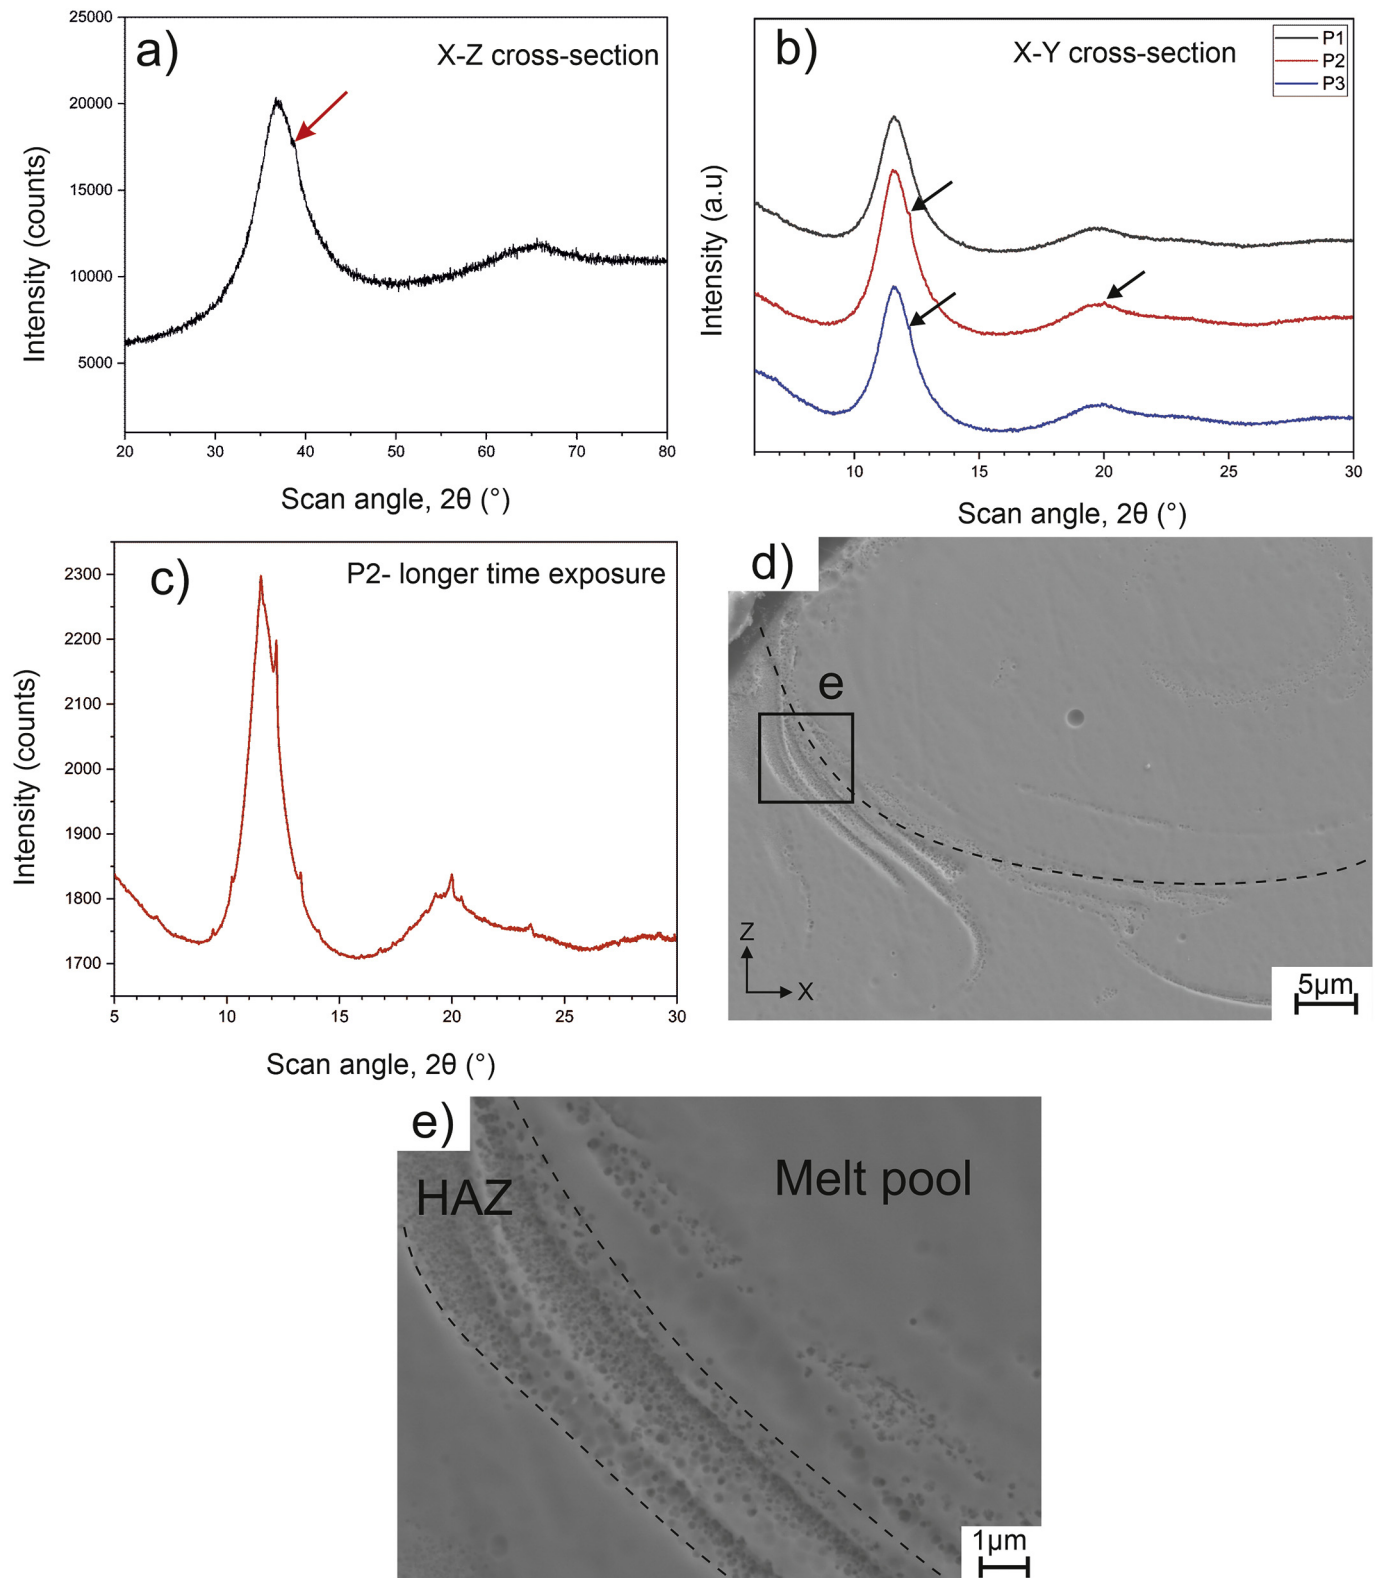 a)
X-Z cross-section
25000
20000
15000
10000
5000
Intensity (counts)
20 30 40 50 60 70 80
Scan angle, 2θ (°)
b)
X-Y cross-section
P1
P2
P3
Intensity (a.u)
10 15 20 25 30
Scan angle, 2θ (°)
c)
P2- longer time exposure
2300
2200
2100
2000
1900
1800
1700
Intensity (counts)
5 10 15 20 25 30
Scan angle, 2θ (°)
d)
e
Z
X
5µm
e)
HAZ
Melt pool
1µm